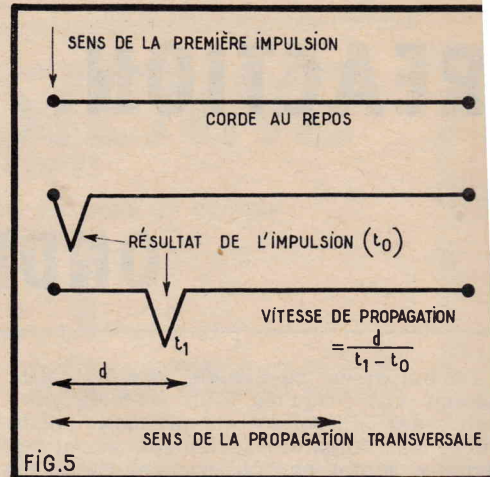 SENS DE LA PREMIÈRE IMPULSION
CORDE AU REPOS
RÉSULTAT DE L'IMPULSION (t₀)
t₁
VITESSE DE PROPAGATION
= d / (t₁ - t₀)
d
SENS DE LA PROPAGATION TRANSVERSALE
FIG.5